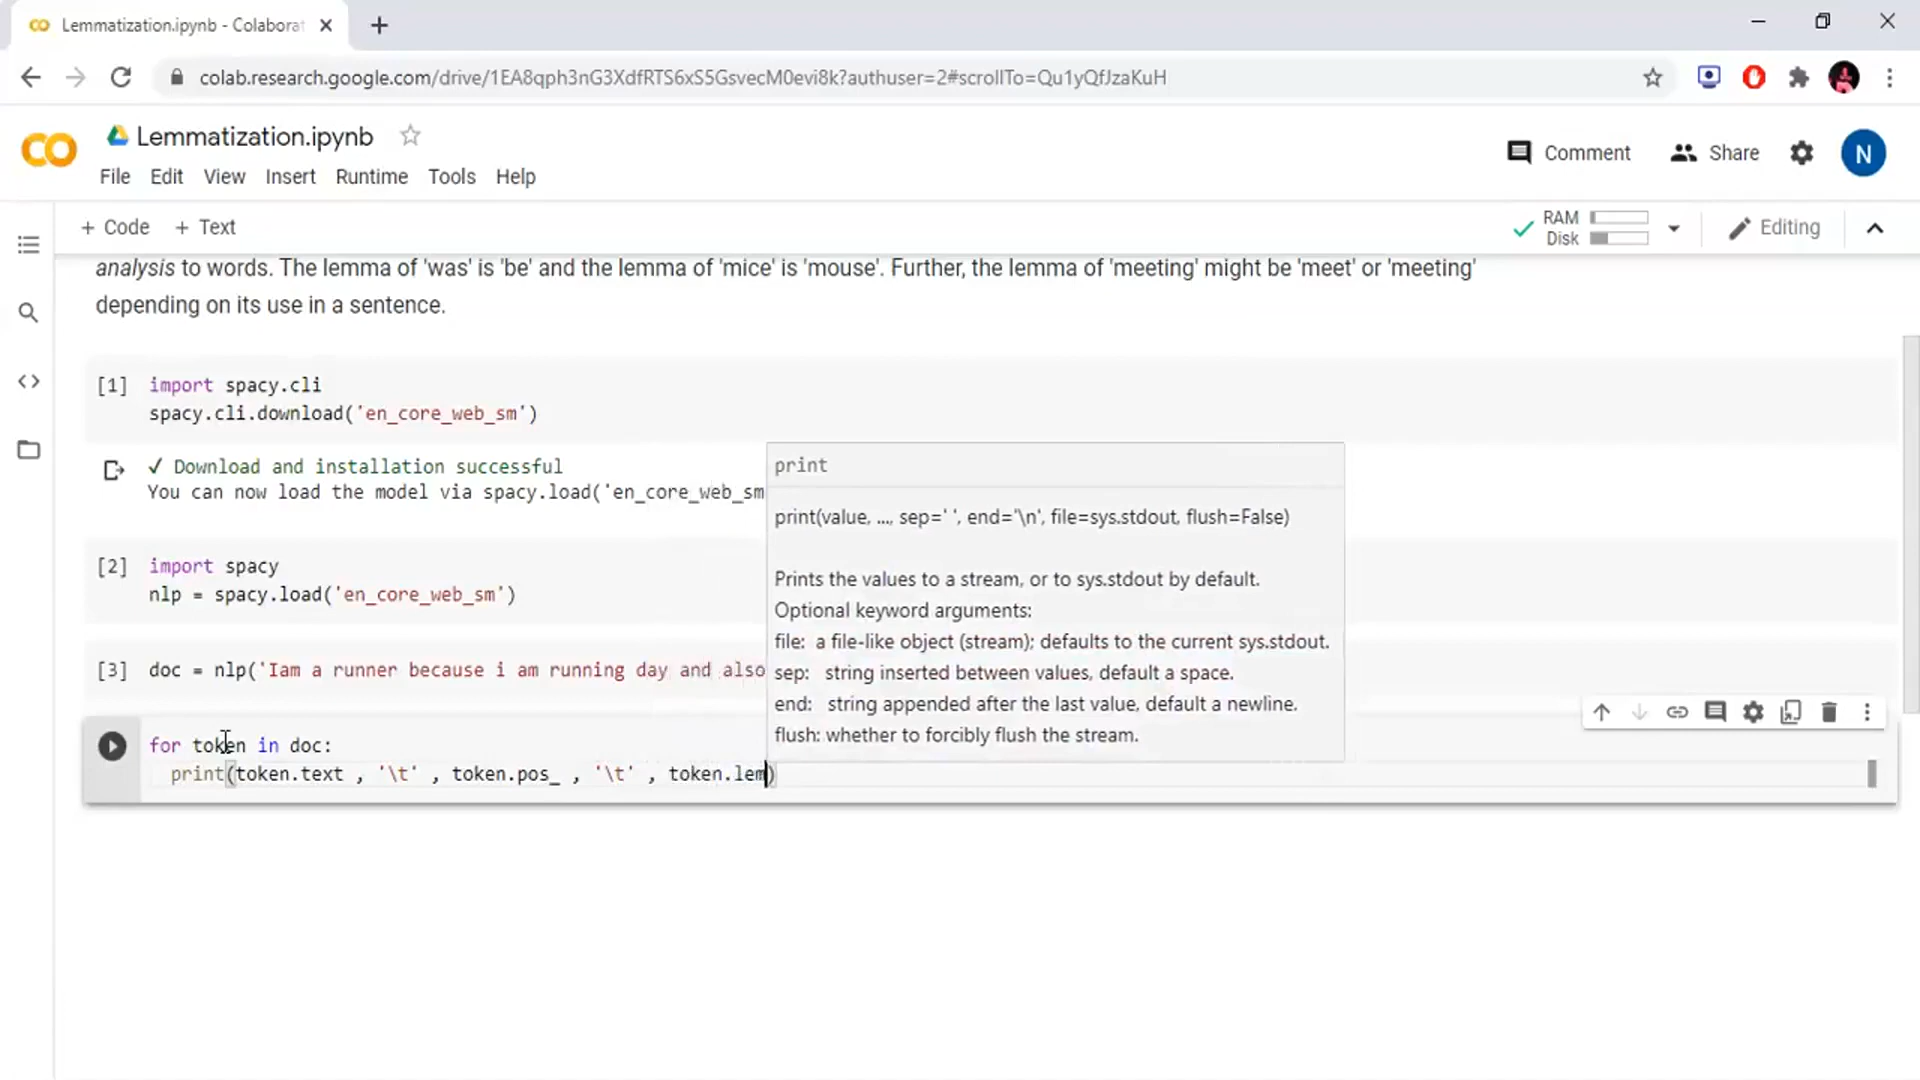 Lemmatization.ipynb - Colaborat
colab.research.google.com/drive/1EA8qph3nG3XdfRTS6xS5GsvecM0evi8k?authuser=2#scrollTo=Qu1yQfJzaKuH
CO
Lemmatization.ipynb
Comment
Share
N
File Edit View Insert Runtime Tools Help
+ Code + Text
RAM
Disk
Editing
analysis to words. The lemma of 'was' is 'be' and the lemma of 'mice' is 'mouse'. Further, the lemma of 'meeting' might be 'meet' or 'meeting'
depending on its use in a sentence.
[1] import spacy.cli
spacy.cli.download('en_core_web_sm')
✓ Download and installation successful
You can now load the model via spacy.load('en_core_web_sm
[2] import spacy
nlp = spacy.load('en_core_web_sm')
[3] doc = nlp('Iam a runner because i am running day and also
for token in doc:
print(token.text , '\t' , token.pos_ , '\t' , token.lem)
print
print(value, ..., sep=' ', end='\n', file=sys.stdout, flush=False)
Prints the values to a stream, or to sys.stdout by default.
Optional keyword arguments:
file: a file-like object (stream); defaults to the current sys.stdout.
sep: string inserted between values, default a space.
end: string appended after the last value, default a newline.
flush: whether to forcibly flush the stream.